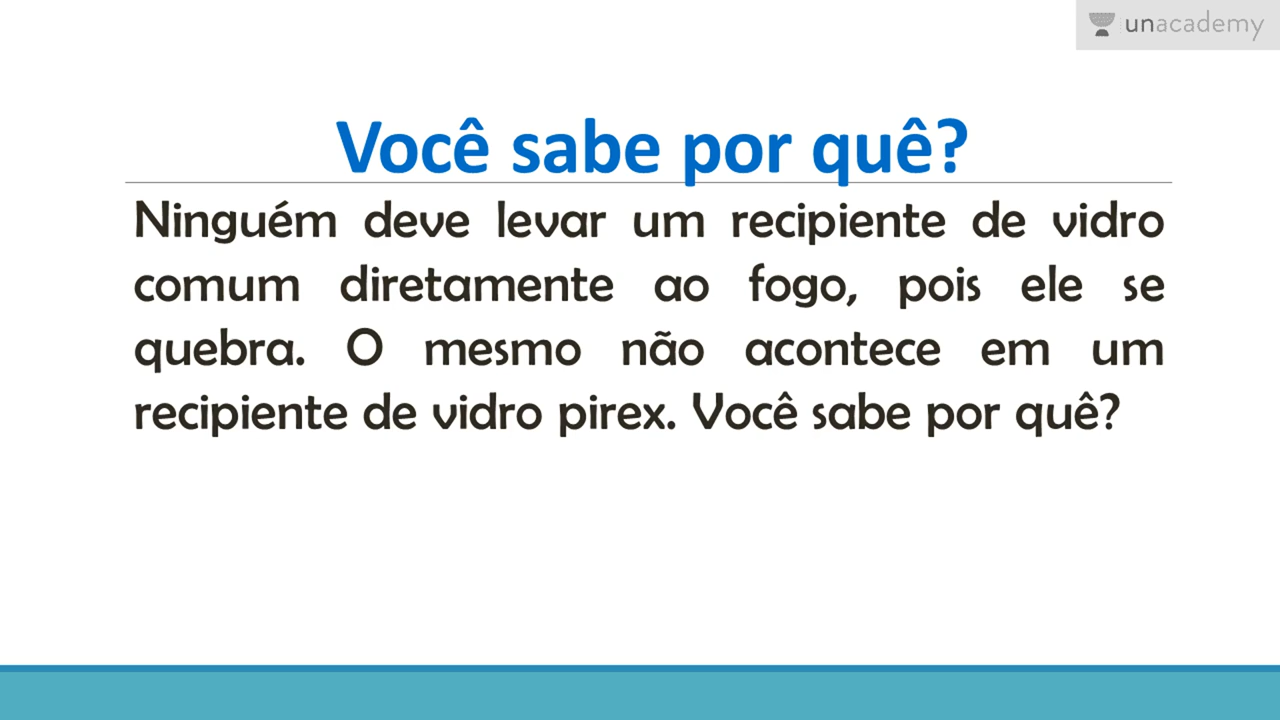 unacademy
Você sabe por quê?
Ninguém deve levar um recipiente de vidro
comum diretamente ao fogo, pois ele se
quebra. O mesmo não acontece em um
recipiente de vidro pirex. Você sabe por quê?